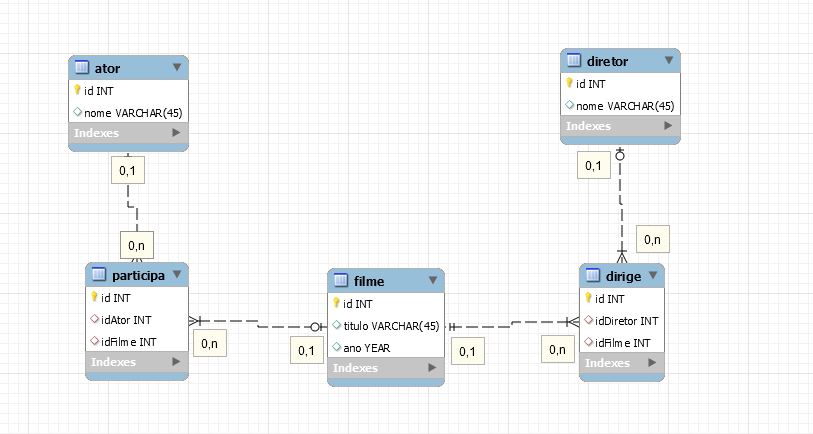 ator
id INT
nome VARCHAR(45)
Indexes
0,1
0,n
participa
id INT
idAtor INT
idFilme INT
Indexes
0,n
0,1
filme
id INT
titulo VARCHAR(45)
ano YEAR
Indexes
0,1
0,n
diretor
id INT
nome VARCHAR(45)
Indexes
0,1
0,n
dirige
id INT
idDiretor INT
idFilme INT
Indexes